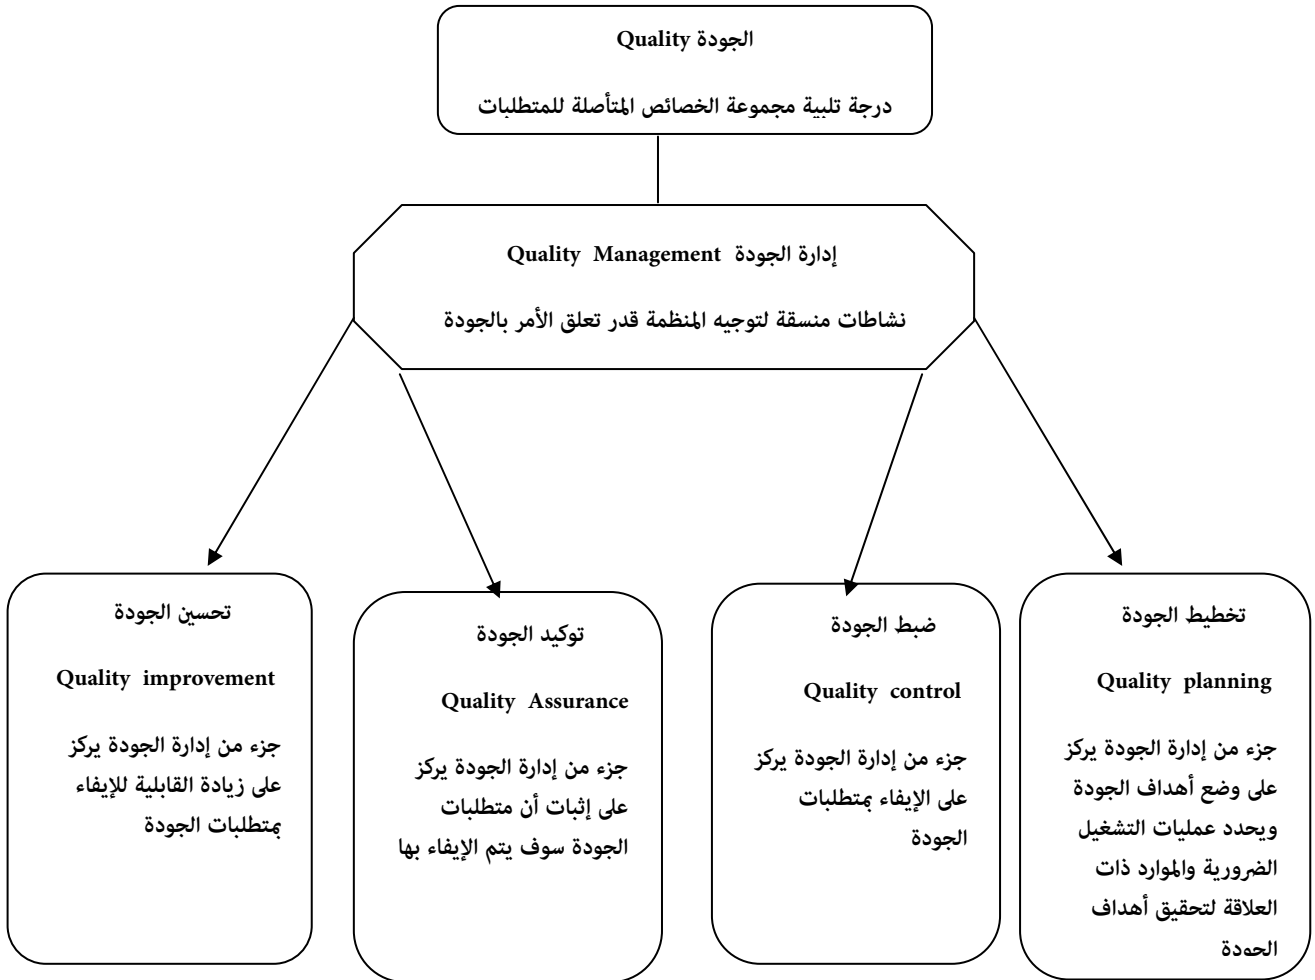 الجودة Quality
درجة تلبية مجموعة الخصائص المتأصلة للمتطلبات
إدارة الجودة Quality Management
نشاطات منسقة لتوجيه المنظمة قدر تعلق الأمر بالجودة
تخطيط الجودة
Quality planning
جزء من إدارة الجودة يركز
على وضع أهداف الجودة
ويحدد عمليات التشغيل
الضرورية والموارد ذات
العلاقة لتحقيق أهداف
الجودة
ضبط الجودة
Quality control
جزء من إدارة الجودة يركز
على الإيفاء بمتطلبات
الجودة
توكيد الجودة
Quality Assurance
جزء من إدارة الجودة يركز
على إثبات أن متطلبات
الجودة سوف يتم الإيفاء بها
تحسين الجودة
Quality improvement
جزء من إدارة الجودة يركز
على زيادة القابلية للإيفاء
بمتطلبات الجودة